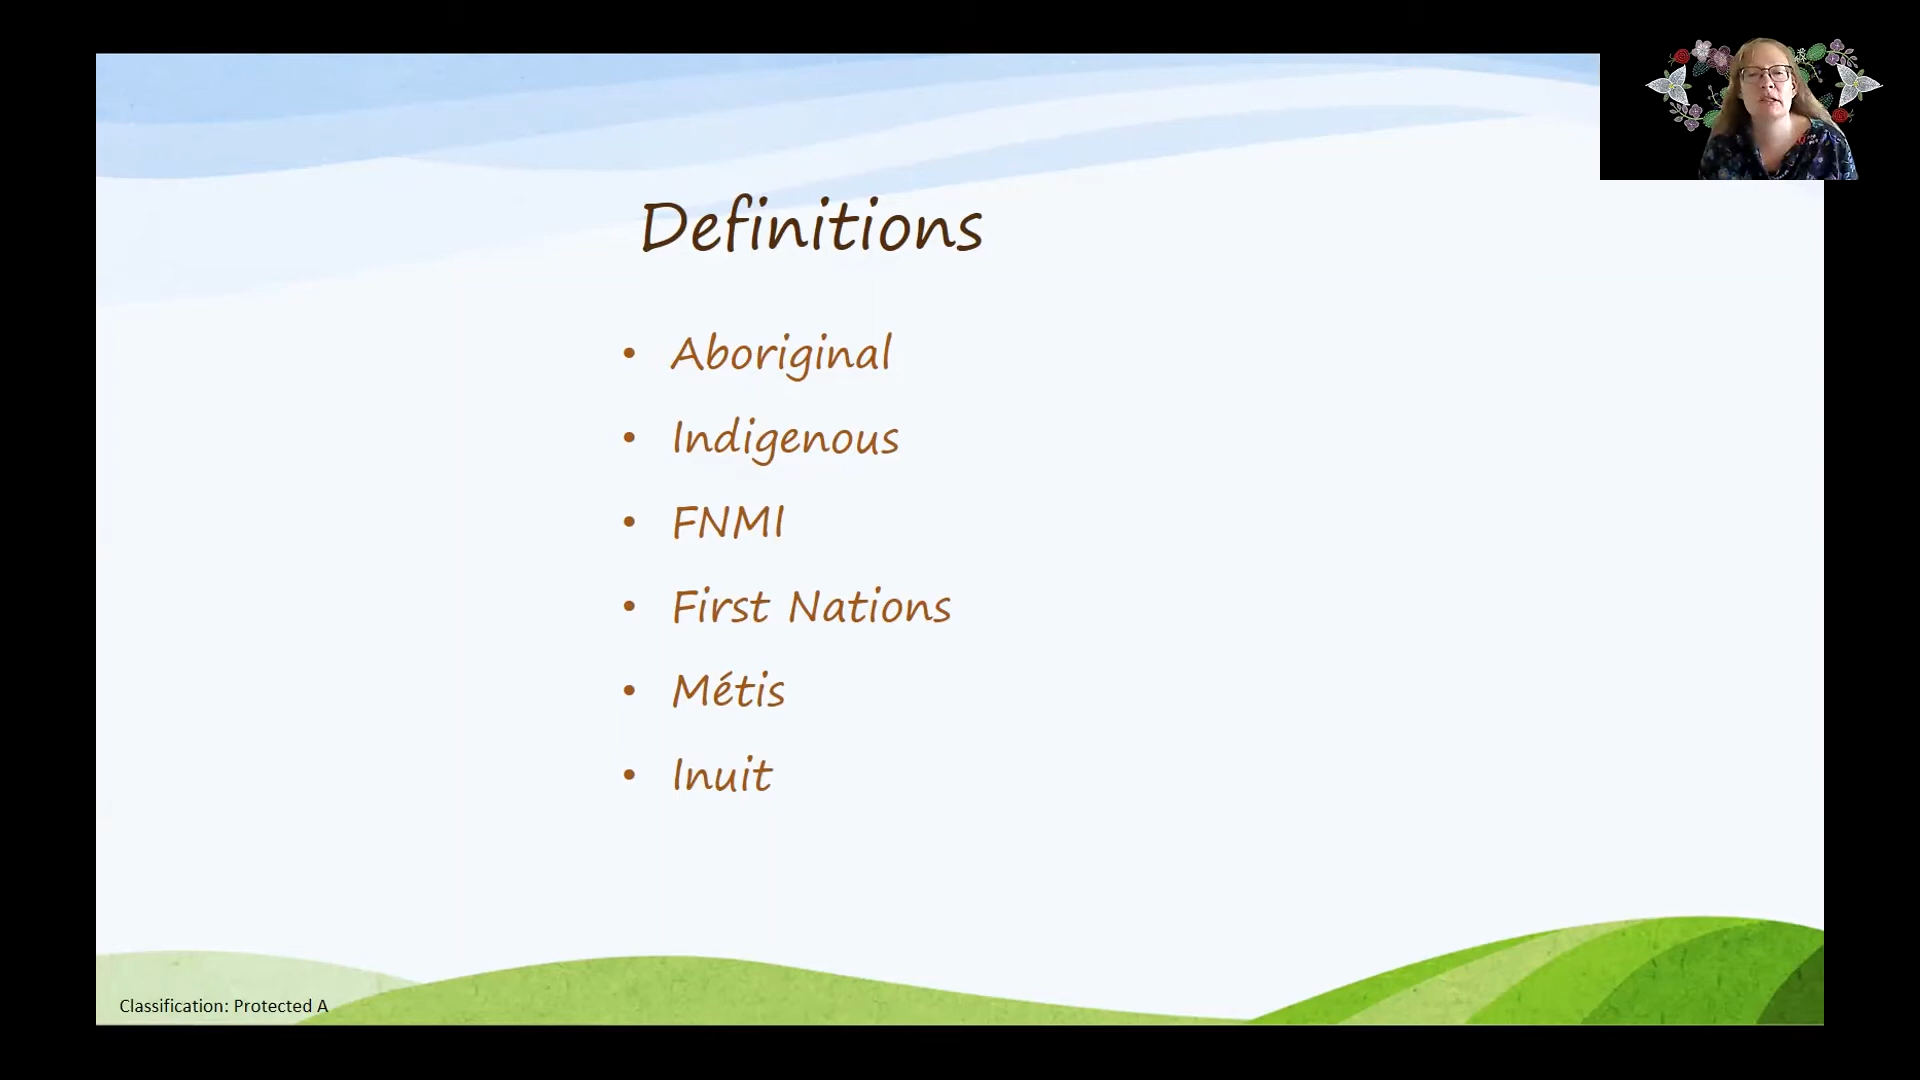 Definitions
• Aboriginal
• Indigenous
• FNMI
• First Nations
• Métis
• Inuit
Classification: Protected A